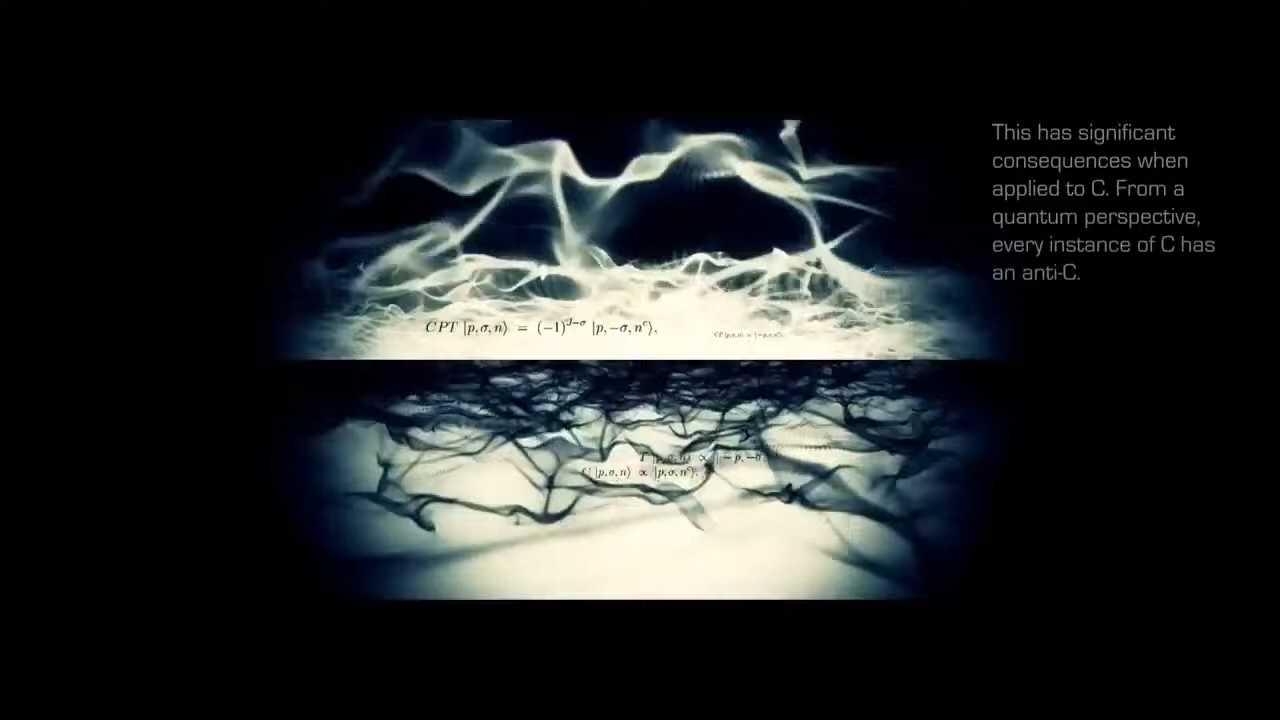 This has significant
consequences when
applied to C. From a
quantum perspective,
every instance of C has
an anti-C.
CPT |p,σ,n⟩ = (−1)^{J−σ} |p,−σ,n^c⟩,
|p,σ,n⟩ ∝ |−p,−σ
|p,σ,n⟩ ∝ |p,σ,n^c⟩,